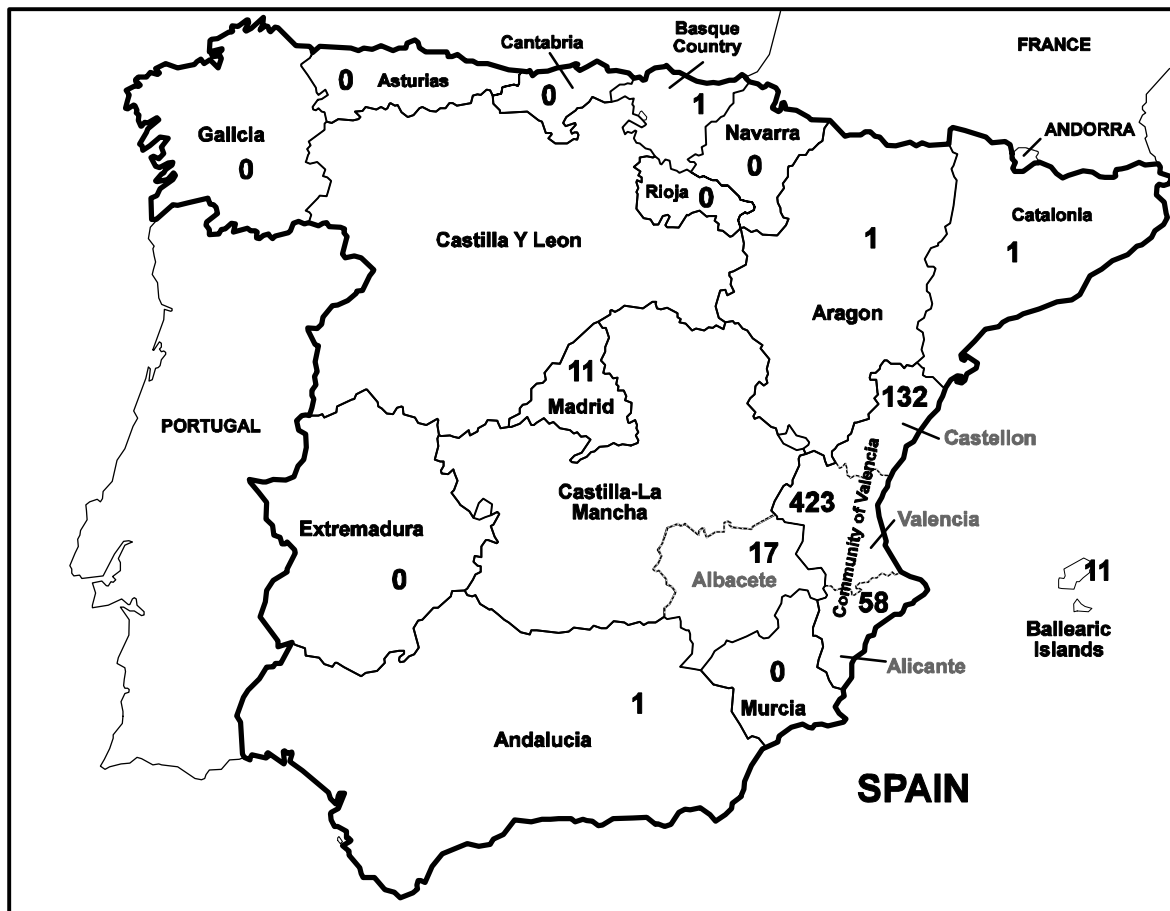 Basque
Country
Cantabria
FRANCE
0 Asturias
0
1
Galicia
0
Navarra
0
ANDORRA
Rioja 0
Catalonia
1
Castilla Y Leon
1
Aragon
11
Madrid
132
Castellon
PORTUGAL
Castilla-La
Mancha
423
Community of Valencia
Valencia
Extremadura
0
17
Albacete
58
11
Ballearic
Islands
Alicante
0
Murcia
1
Andalucia
SPAIN